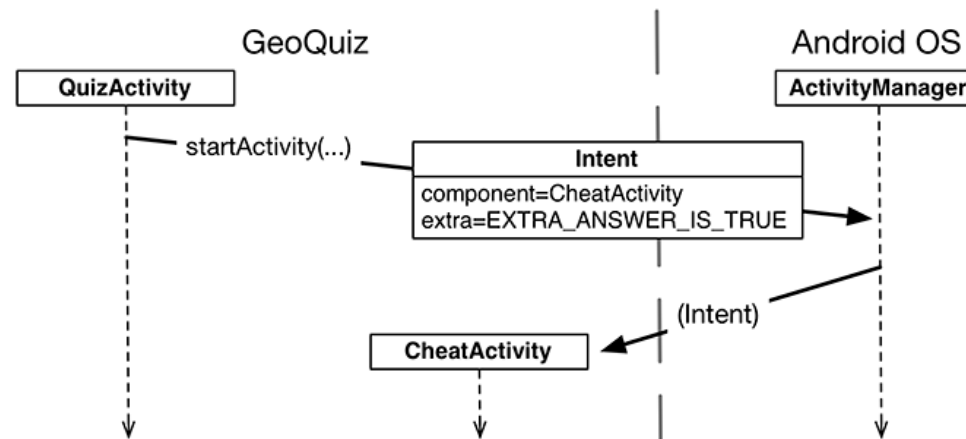 GeoQuiz
Android OS
QuizActivity
ActivityManager
startActivity(...)
Intent
component=CheatActivity
extra=EXTRA_ANSWER_IS_TRUE
(Intent)
CheatActivity